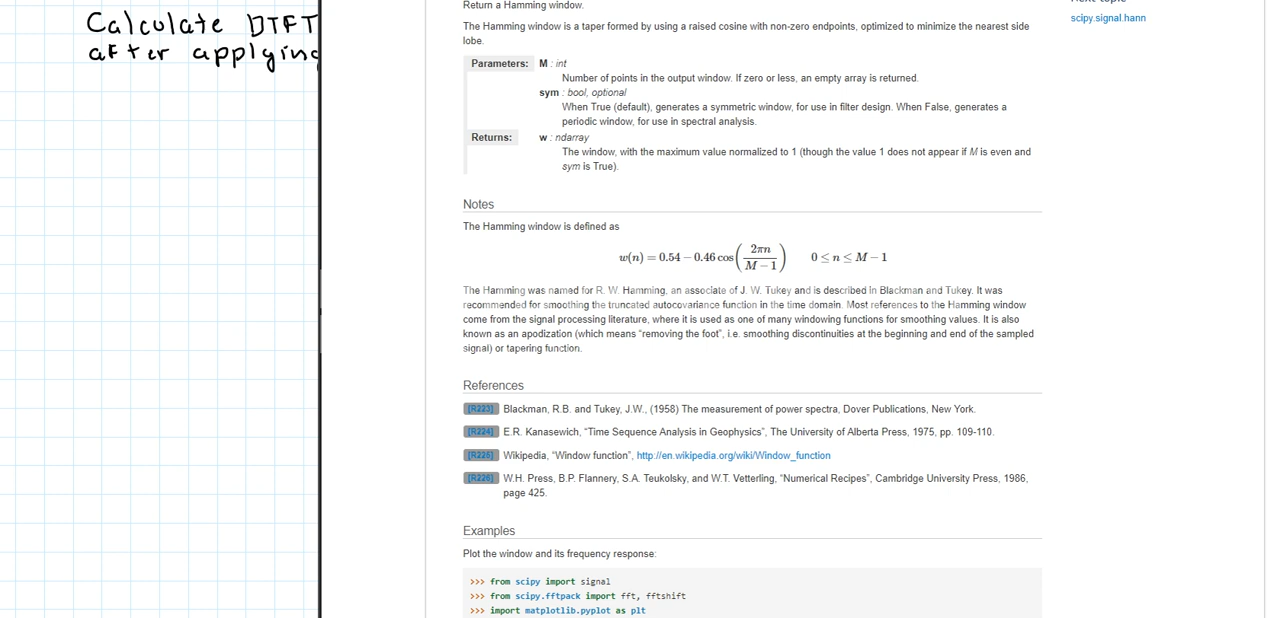 Calculate DTFT
after applying
Return a Hamming window.
The Hamming window is a taper formed by using a raised cosine with non-zero endpoints, optimized to minimize the nearest side
lobe.
Parameters: M : int
Number of points in the output window. If zero or less, an empty array is returned.
sym : bool, optional
When True (default), generates a symmetric window, for use in filter design. When False, generates a
periodic window, for use in spectral analysis.
Returns: w : ndarray
The window, with the maximum value normalized to 1 (though the value 1 does not appear if M is even and
sym is True).
Notes
The Hamming window is defined as
w(n) = 0.54 − 0.46 cos(2πn / M − 1) 0 ≤ n ≤ M − 1
The Hamming was named for R. W. Hamming, an associate of J. W. Tukey and is described in Blackman and Tukey. It was
recommended for smoothing the truncated autocovariance function in the time domain. Most references to the Hamming window
come from the signal processing literature, where it is used as one of many windowing functions for smoothing values. It is also
known as an apodization (which means “removing the foot”, i.e. smoothing discontinuities at the beginning and end of the sampled
signal) or tapering function.
References
[R223] Blackman, R.B. and Tukey, J.W., (1958) The measurement of power spectra, Dover Publications, New York.
[R224] E.R. Kanasewich, “Time Sequence Analysis in Geophysics”, The University of Alberta Press, 1975, pp. 109-110.
[R225] Wikipedia, “Window function”, http://en.wikipedia.org/wiki/Window_function
[R226] W.H. Press, B.P. Flannery, S.A. Teukolsky, and W.T. Vetterling, “Numerical Recipes”, Cambridge University Press, 1986,
page 425.
Examples
Plot the window and its frequency response:
>>> from scipy import signal
>>> from scipy.fftpack import fft, fftshift
>>> import matplotlib.pyplot as plt
scipy.signal.hann